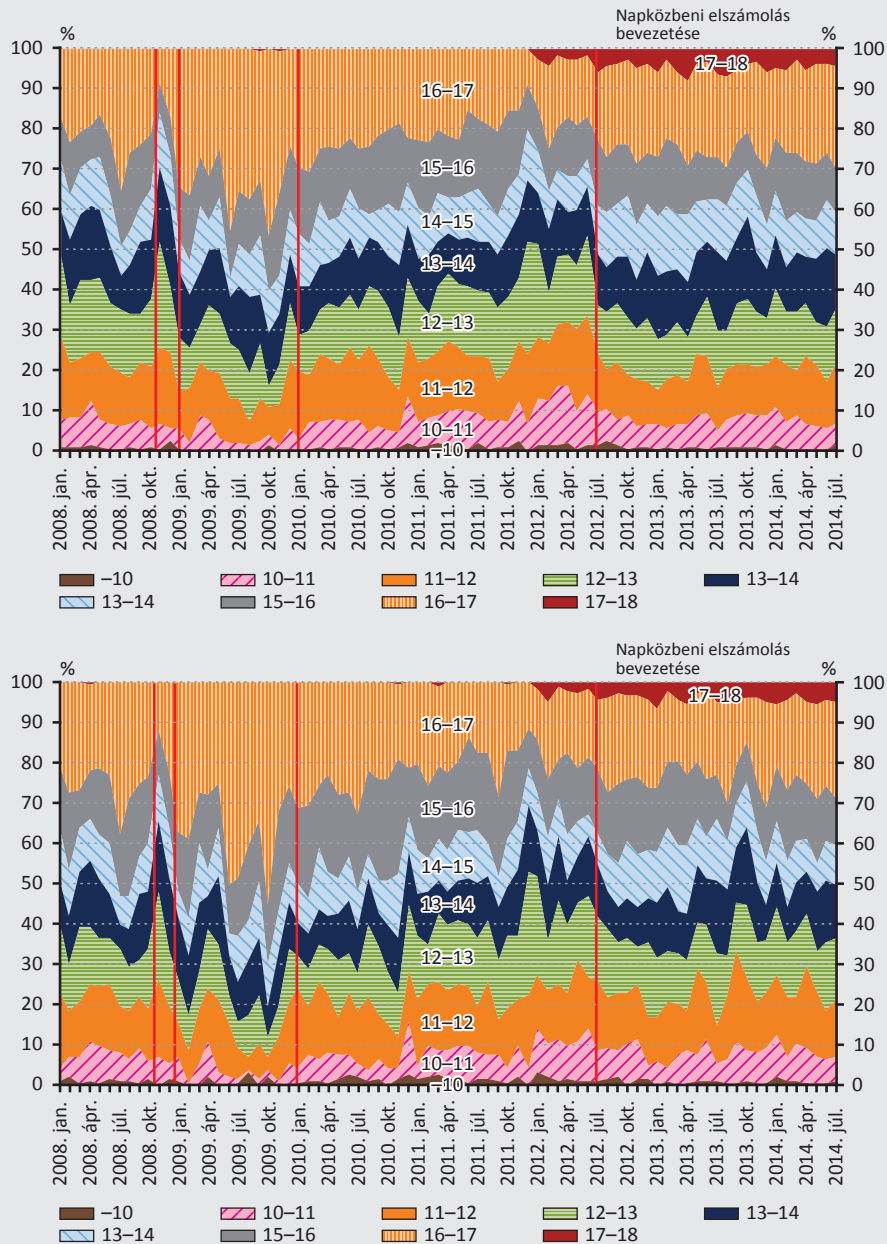 Napközbeni elszámolás
bevezetése
%
%
100
90
80
70
60
50
40
30
20
10
0
100
90
80
70
60
50
40
30
20
10
0
17–18
16–17
15–16
14–15
13–14
12–13
11–12
10–11
–10
2008. jan.
2008. ápr.
2008. júl.
2008. okt.
2009. jan.
2009. ápr.
2009. júl.
2009. okt.
2010. jan.
2010. ápr.
2010. júl.
2010. okt.
2011. jan.
2011. ápr.
2011. júl.
2011. okt.
2012. jan.
2012. ápr.
2012. júl.
2012. okt.
2013. jan.
2013. ápr.
2013. júl.
2013. okt.
2014. jan.
2014. ápr.
2014. júl.
–10
10–11
11–12
12–13
13–14
13–14
15–16
16–17
17–18
Napközbeni elszámolás
bevezetése
%
%
100
90
80
70
60
50
40
30
20
10
0
100
90
80
70
60
50
40
30
20
10
0
17–18
16–17
15–16
14–15
13–14
12–13
11–12
10–11
–10
2008. jan.
2008. ápr.
2008. júl.
2008. okt.
2009. jan.
2009. ápr.
2009. júl.
2009. okt.
2010. jan.
2010. ápr.
2010. júl.
2010. okt.
2011. jan.
2011. ápr.
2011. júl.
2011. okt.
2012. jan.
2012. ápr.
2012. júl.
2012. okt.
2013. jan.
2013. ápr.
2013. júl.
2013. okt.
2014. jan.
2014. ápr.
2014. júl.
–10
10–11
11–12
12–13
13–14
13–14
15–16
16–17
17–18